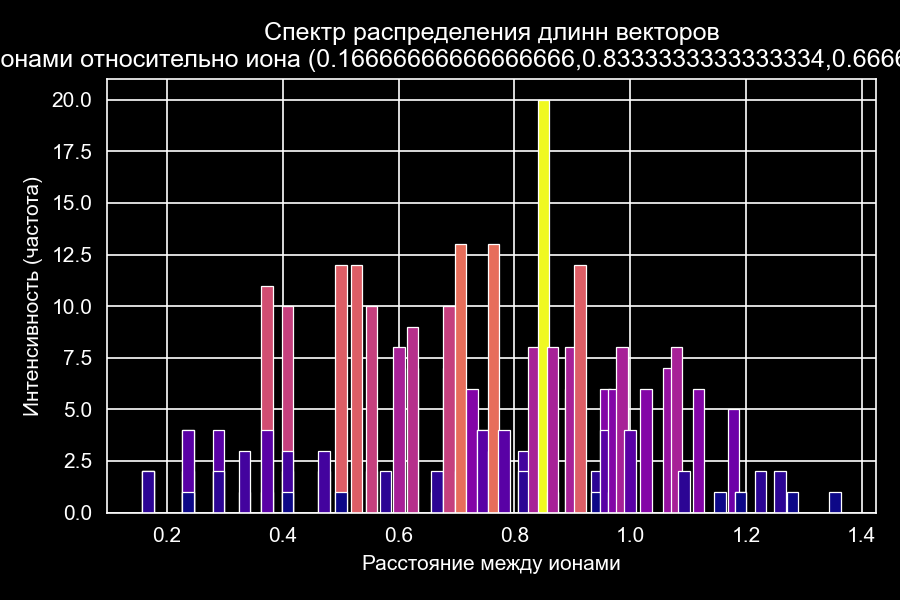 Спектр распределения длинн векторов
онами относительно иона (0.16666666666666666,0.8333333333333334,0.6666
Интенсивность (частота)
20.0
17.5
15.0
12.5
10.0
7.5
5.0
2.5
0.0
0.2 0.4 0.6 0.8 1.0 1.2 1.4
Расстояние между ионами